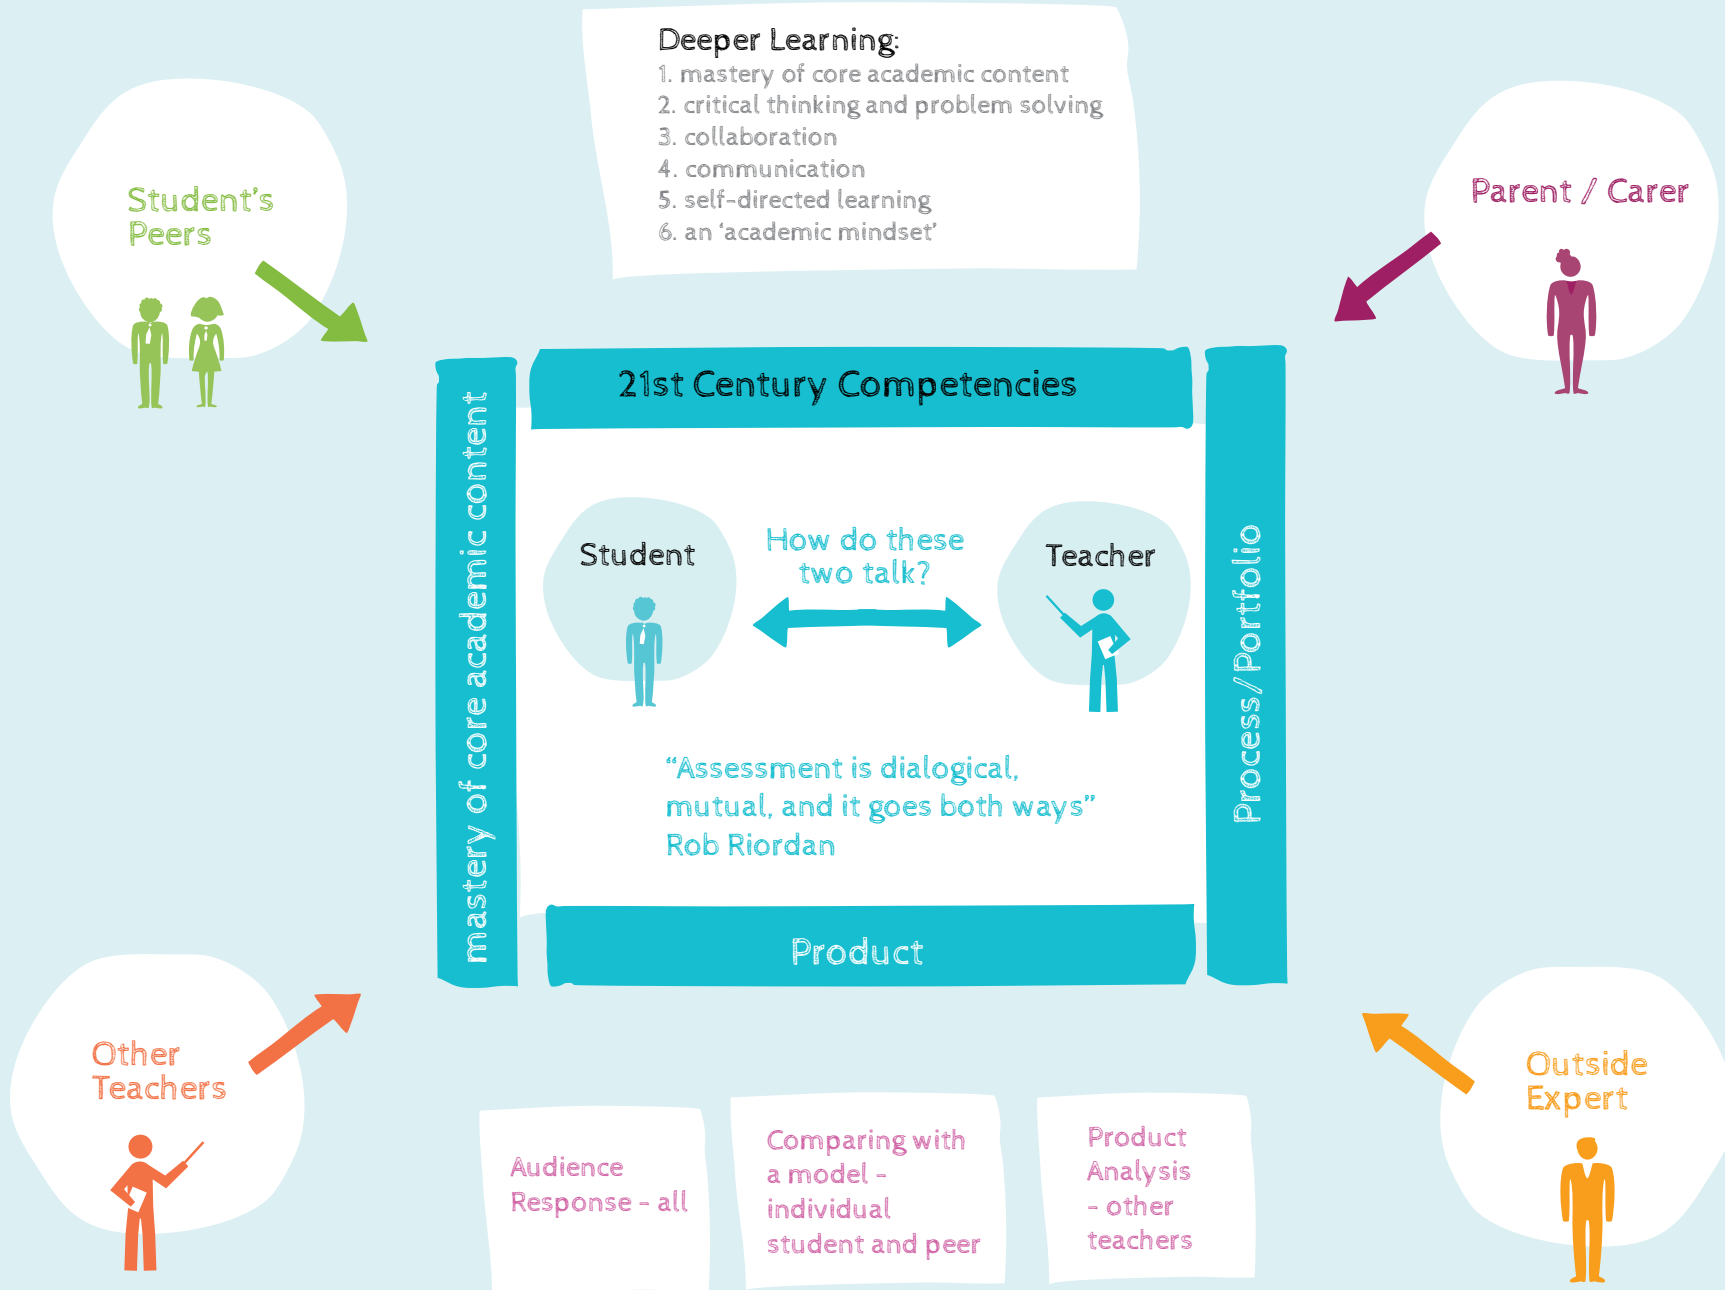 Deeper Learning:
1. mastery of core academic content
2. critical thinking and problem solving
3. collaboration
4. communication
5. self-directed learning
6. an ‘academic mindset’
Student’s
Peers
Parent / Carer
21st Century Competencies
mastery of core academic content
Process/Portfolio
Student
How do these
two talk?
Teacher
“Assessment is dialogical,
mutual, and it goes both ways”
Rob Riordan
Product
Other
Teachers
Outside
Expert
Audience
Response - all
Comparing with
a model -
individual
student and peer
Product
Analysis
- other
teachers